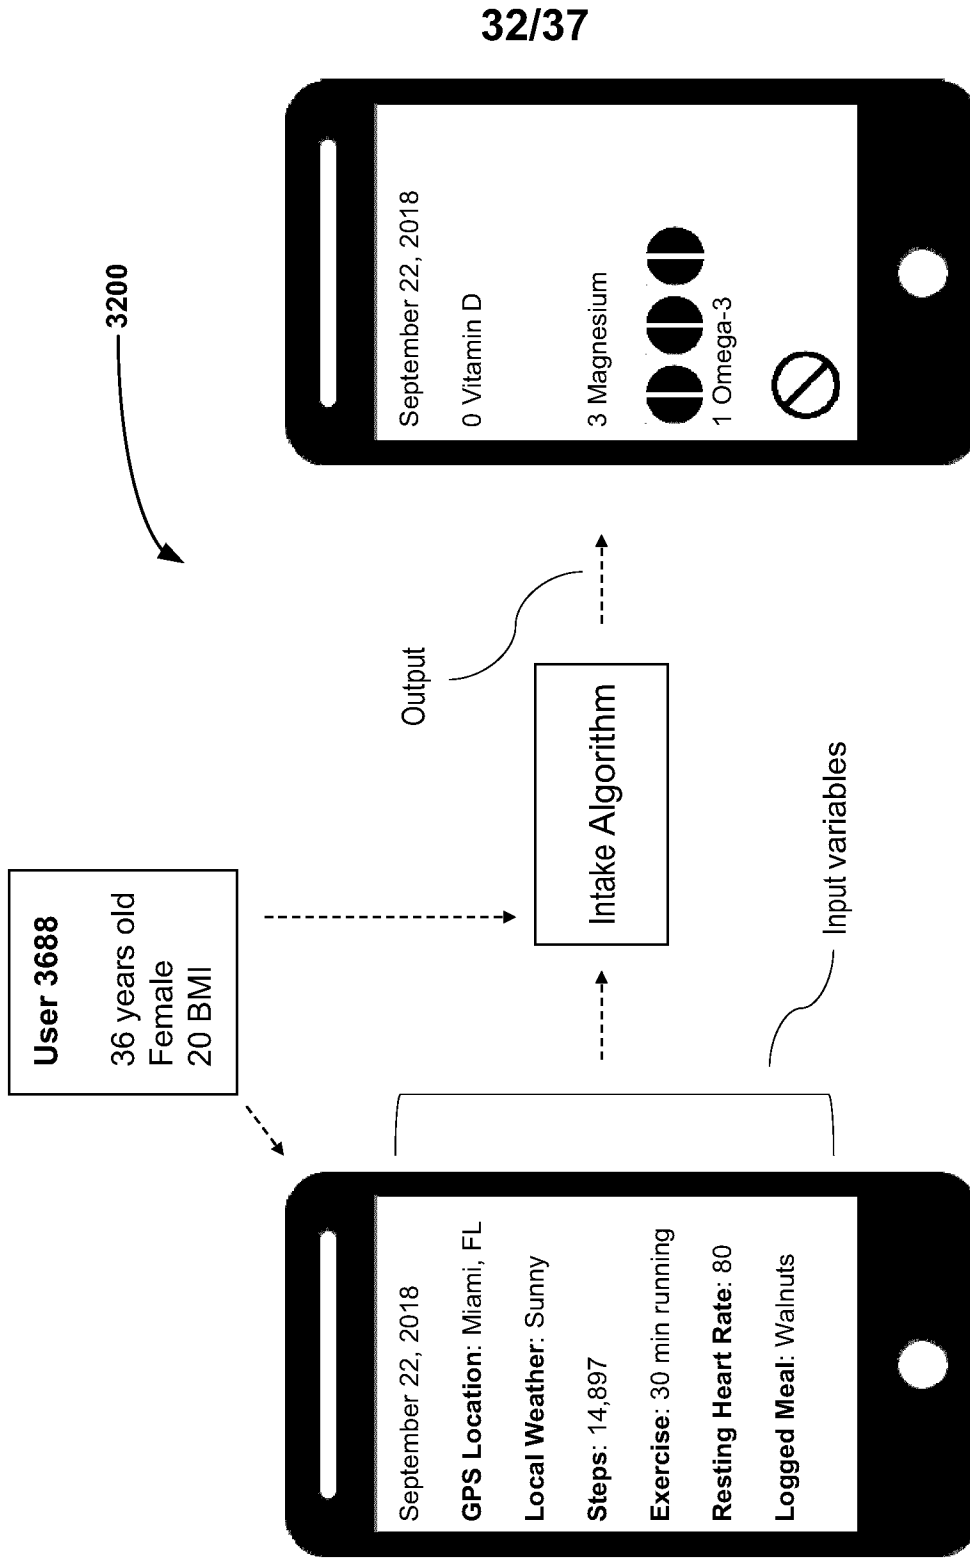 32/37
3200
User 3688
36 years old
Female
20 BMI
September 22, 2018
GPS Location: Miami, FL
Local Weather: Sunny
Steps: 14,897
Exercise: 30 min running
Resting Heart Rate: 80
Logged Meal: Walnuts
Input variables
Intake Algorithm
Output
September 22, 2018
0 Vitamin D
3 Magnesium
1 Omega-3